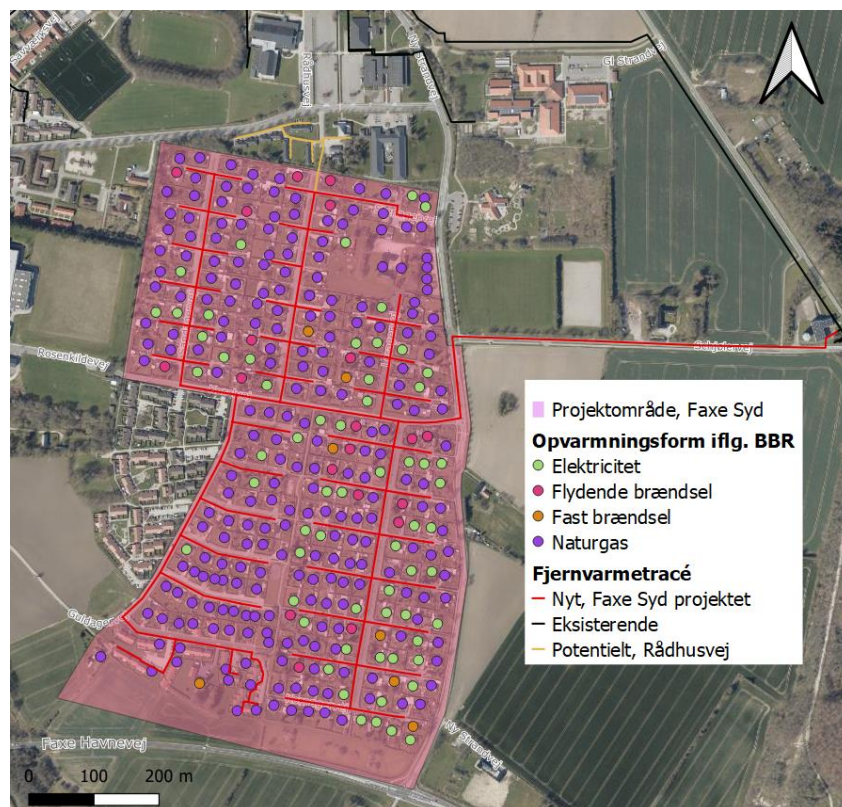 Rådhusvej
Ny Strandvej
Gl Strandvej
Rosenkildevej
Projektområde, Faxe Syd
Opvarmningsform iflg. BBR
Elektricitet
Flydende brændsel
Fast brændsel
Naturgas
Fjernvarmetracé
Nyt, Faxe Syd projektet
Eksisterende
Potentielt, Rådhusvej
Ny Strandvej
Faxe Havnevej
0 100 200 m